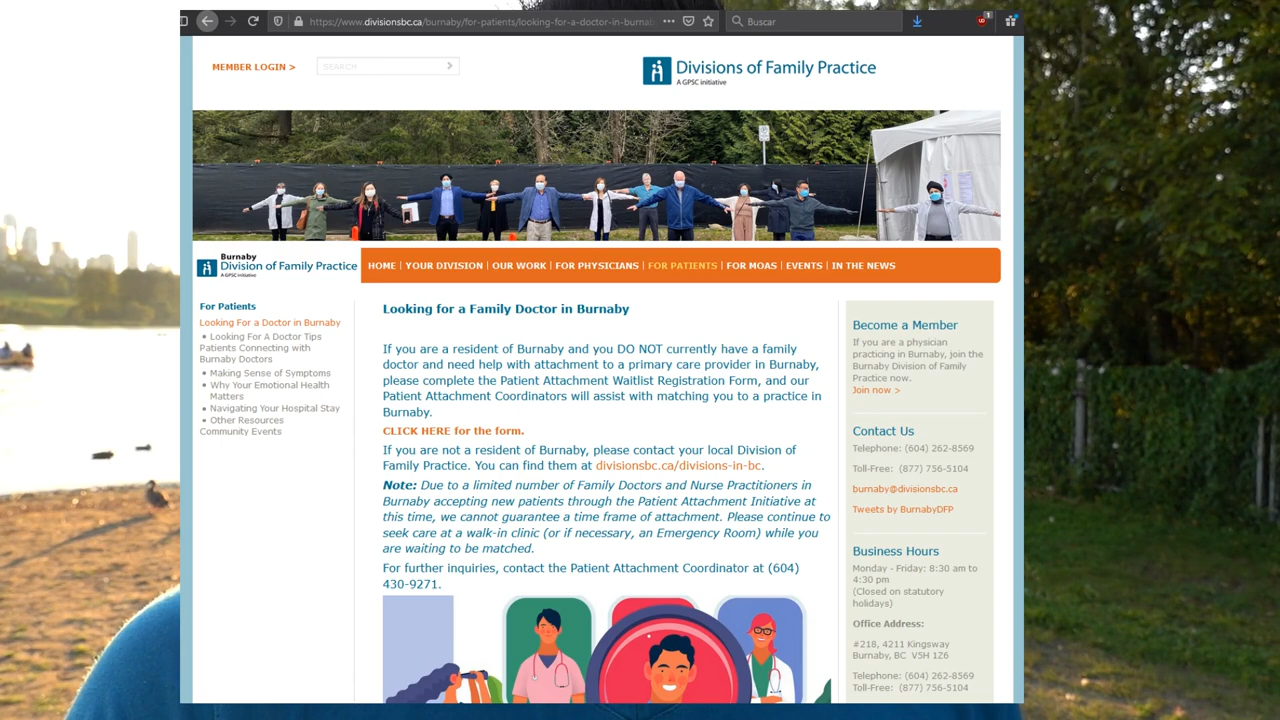 https://www.divisionsbc.ca/burnaby/for-patients/looking-for-a-doctor-in-burnab
Buscar
1
MEMBER LOGIN >
SEARCH
Divisions of Family Practice
A GPSC initiative
Burnaby
Division of Family Practice
A GPSC initiative
HOME | YOUR DIVISION | OUR WORK | FOR PHYSICIANS | FOR PATIENTS | FOR MOAS | EVENTS | IN THE NEWS
For Patients
Looking For a Doctor in Burnaby
• Looking For A Doctor Tips
Patients Connecting with
Burnaby Doctors
• Making Sense of Symptoms
• Why Your Emotional Health
Matters
• Navigating Your Hospital Stay
• Other Resources
Community Events
Looking for a Family Doctor in Burnaby
If you are a resident of Burnaby and you DO NOT currently have a family
doctor and need help with attachment to a primary care provider in Burnaby,
please complete the Patient Attachment Waitlist Registration Form, and our
Patient Attachment Coordinators will assist with matching you to a practice in
Burnaby.
CLICK HERE for the form.
If you are not a resident of Burnaby, please contact your local Division of
Family Practice. You can find them at divisionsbc.ca/divisions-in-bc.
Note: Due to a limited number of Family Doctors and Nurse Practitioners in
Burnaby accepting new patients through the Patient Attachment Initiative at
this time, we cannot guarantee a time frame of attachment. Please continue to
seek care at a walk-in clinic (or if necessary, an Emergency Room) while you
are waiting to be matched.
For further inquiries, contact the Patient Attachment Coordinator at (604)
430-9271.
Become a Member
If you are a physician
practicing in Burnaby, join the
Burnaby Division of Family
Practice now.
Join now >
Contact Us
Telephone: (604) 262-8569
Toll-Free: (877) 756-5104
burnaby@divisionsbc.ca
Tweets by BurnabyDFP
Business Hours
Monday - Friday: 8:30 am to
4:30 pm
(Closed on statutory
holidays)
Office Address:
#218, 4211 Kingsway
Burnaby, BC V5H 1Z6
Telephone: (604) 262-8569
Toll-Free: (877) 756-5104